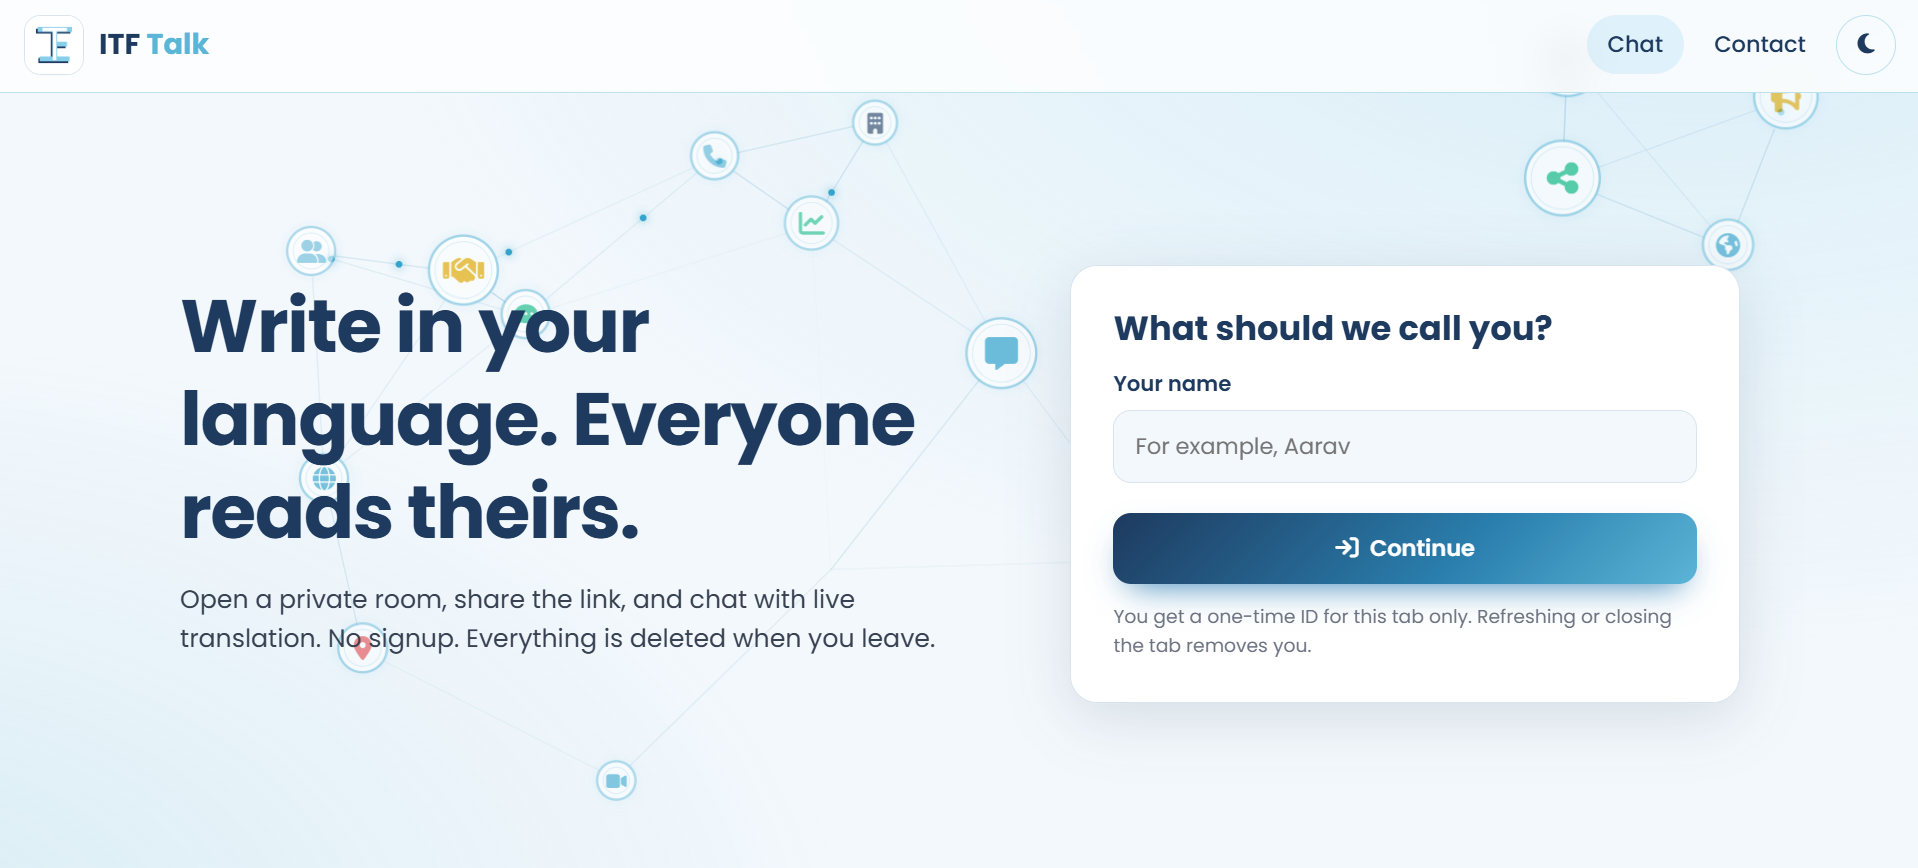 ITF Talk
Chat
Contact
Write in your
language. Everyone
reads theirs.
Open a private room, share the link, and chat with live
translation. No signup. Everything is deleted when you leave.
What should we call you?
Your name
For example, Aarav
Continue
You get a one-time ID for this tab only. Refreshing or closing
the tab removes you.